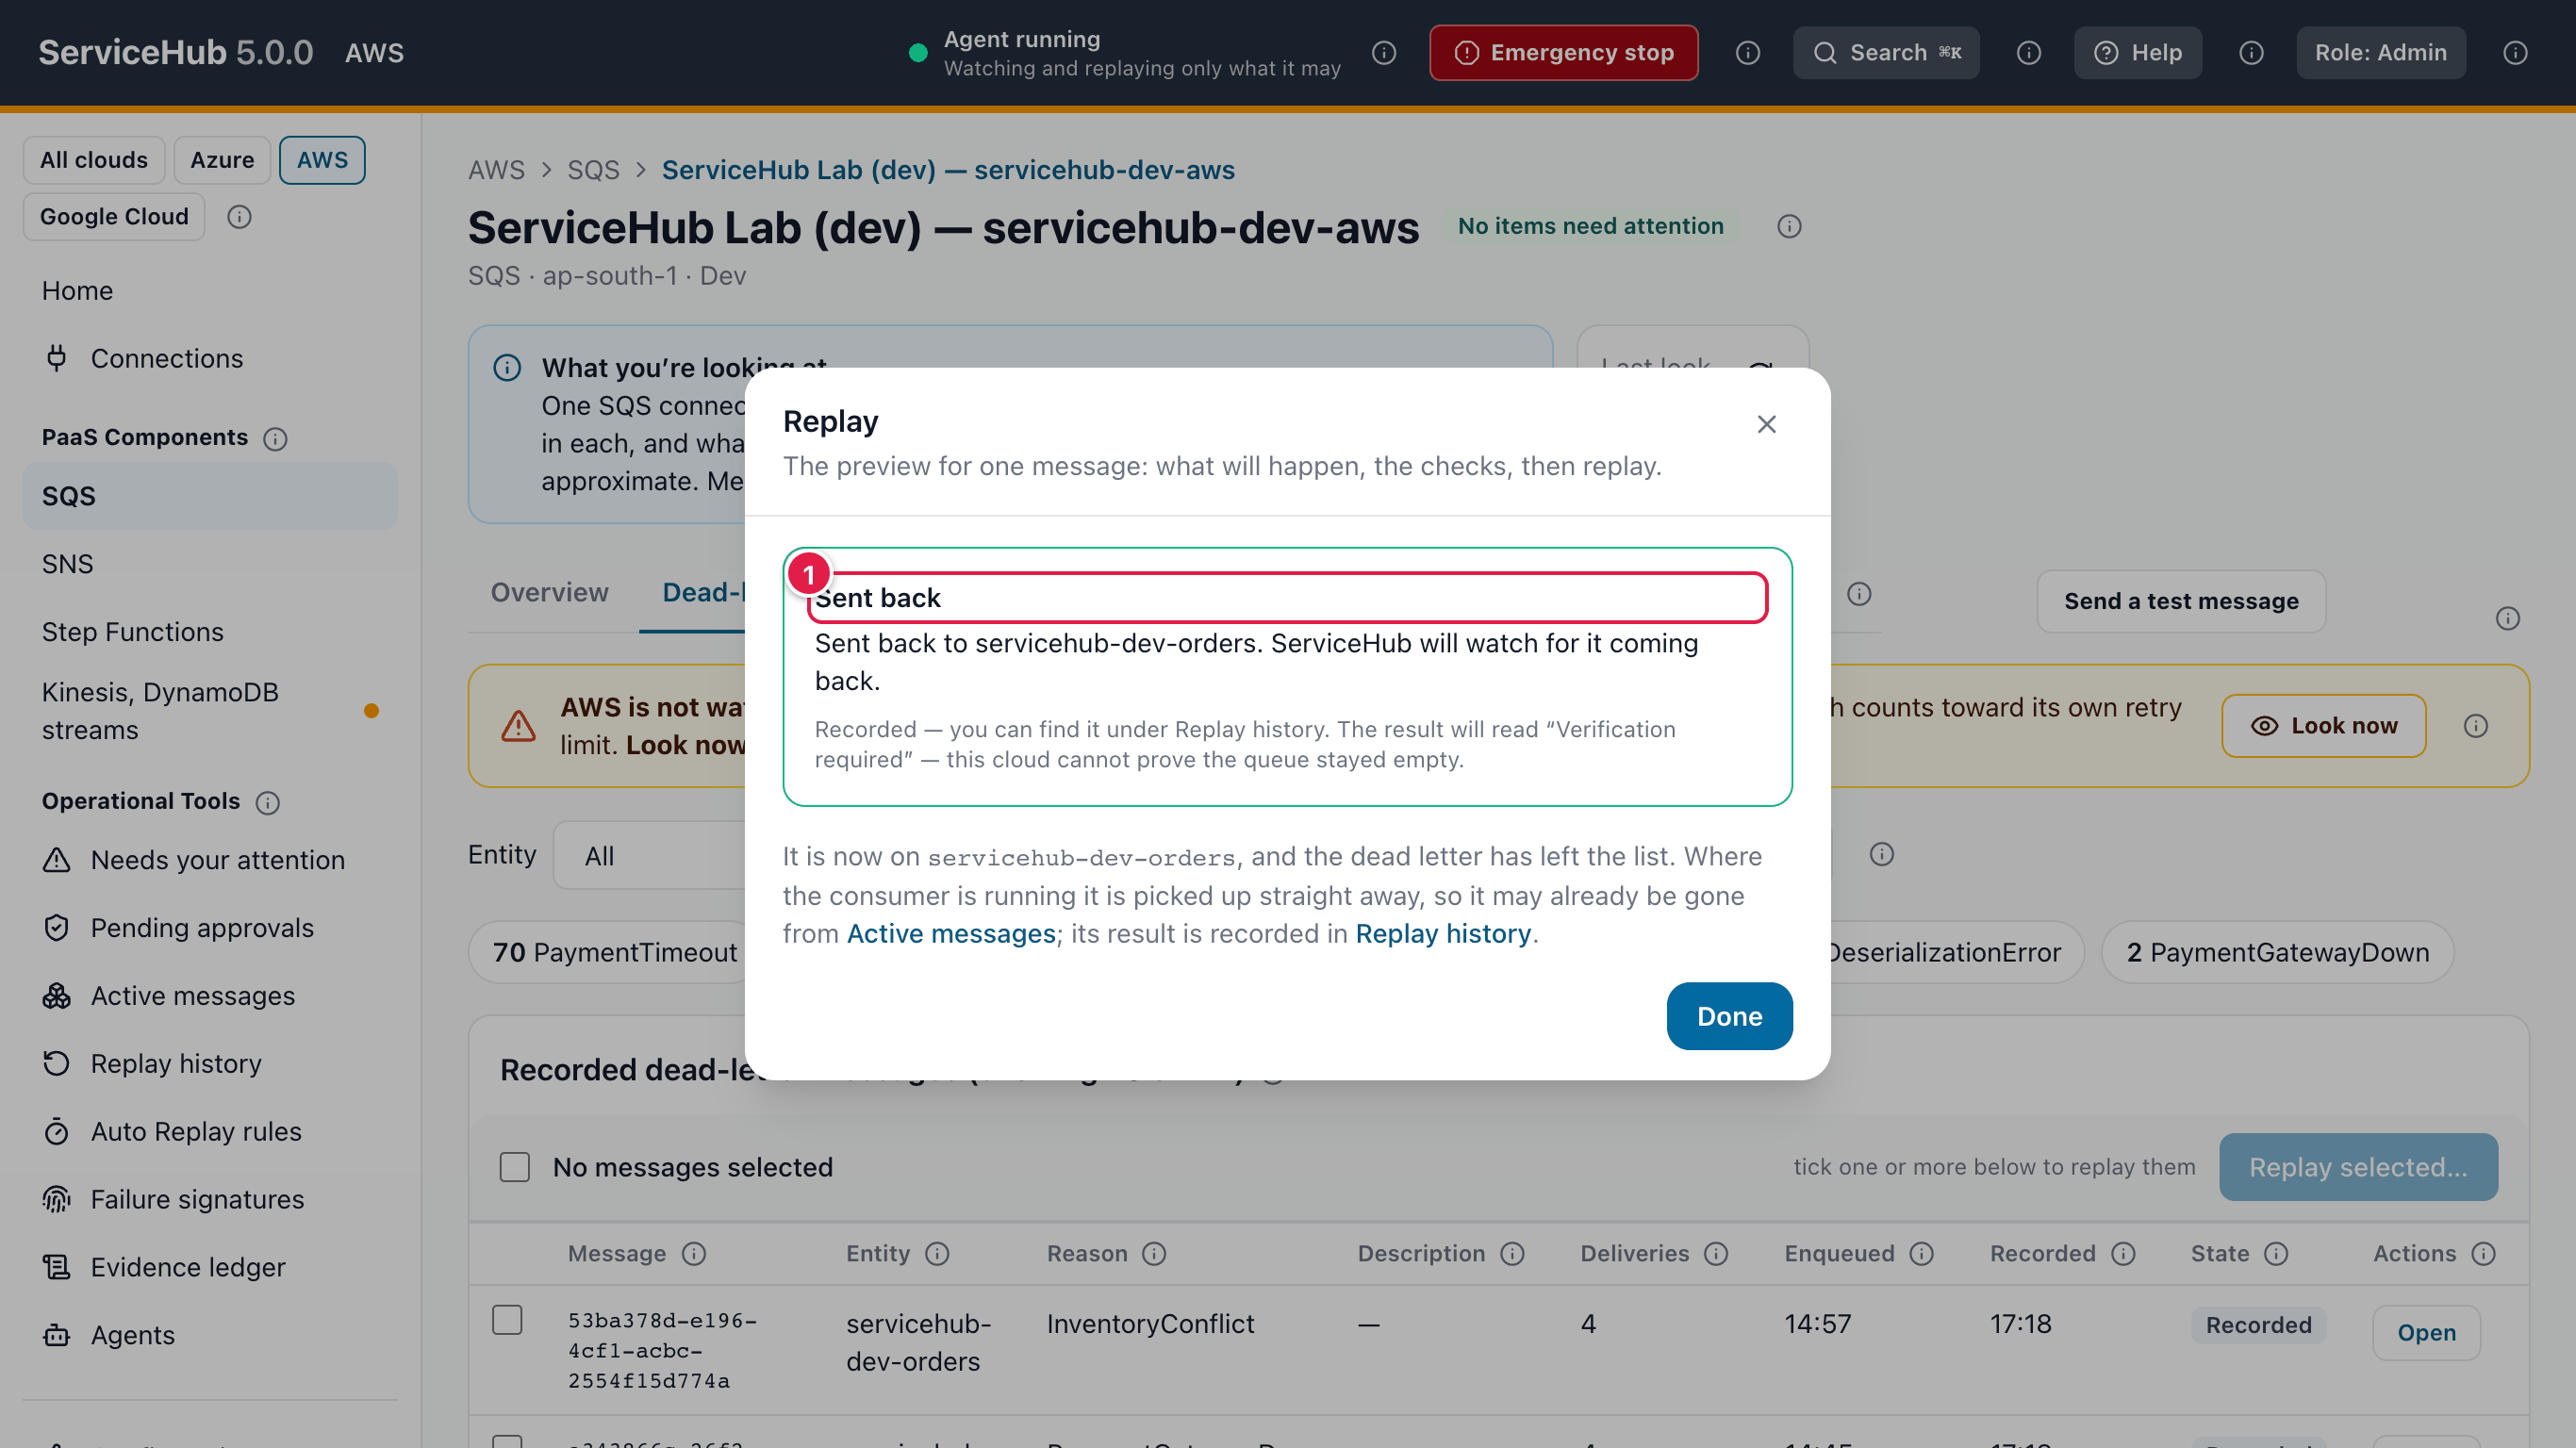 ServiceHub 5.0.0 AWS
Agent running
Watching and replaying only what it may
Emergency stop
Search ⌘K
Help
Role: Admin
All clouds
Azure
AWS
Google Cloud
Home
Connections
PaaS Components
SQS
SNS
Step Functions
Kinesis, DynamoDB
streams
Operational Tools
Needs your attention
Pending approvals
Active messages
Replay history
Auto Replay rules
Failure signatures
Evidence ledger
Agents
AWS > SQS > ServiceHub Lab (dev) — servicehub-dev-aws
ServiceHub Lab (dev) — servicehub-dev-aws
No items need attention
SQS · ap-south-1 · Dev
What you’re looking at
One SQS connec
in each, and wha
approximate. Me
Last look
Overview
Dead-l
Send a test message
AWS is not wa
limit. Look now
h counts toward its own retry
Look now
Entity
All
70 PaymentTimeout
DeserializationError
2 PaymentGatewayDown
Replay
The preview for one message: what will happen, the checks, then replay.
1
Sent back
Sent back to servicehub-dev-orders. ServiceHub will watch for it coming
back.
Recorded — you can find it under Replay history. The result will read “Verification
required” — this cloud cannot prove the queue stayed empty.
It is now on servicehub-dev-orders, and the dead letter has left the list. Where
the consumer is running it is picked up straight away, so it may already be gone
from Active messages; its result is recorded in Replay history.
Done
Recorded dead-le
No messages selected
tick one or more below to replay them
Replay selected...
Message
Entity
Reason
Description
Deliveries
Enqueued
Recorded
State
Actions
53ba378d-e196-
4cf1-acbc-
2554f15d774a
servicehub-
dev-orders
InventoryConflict
—
4
14:57
17:18
Recorded
Open